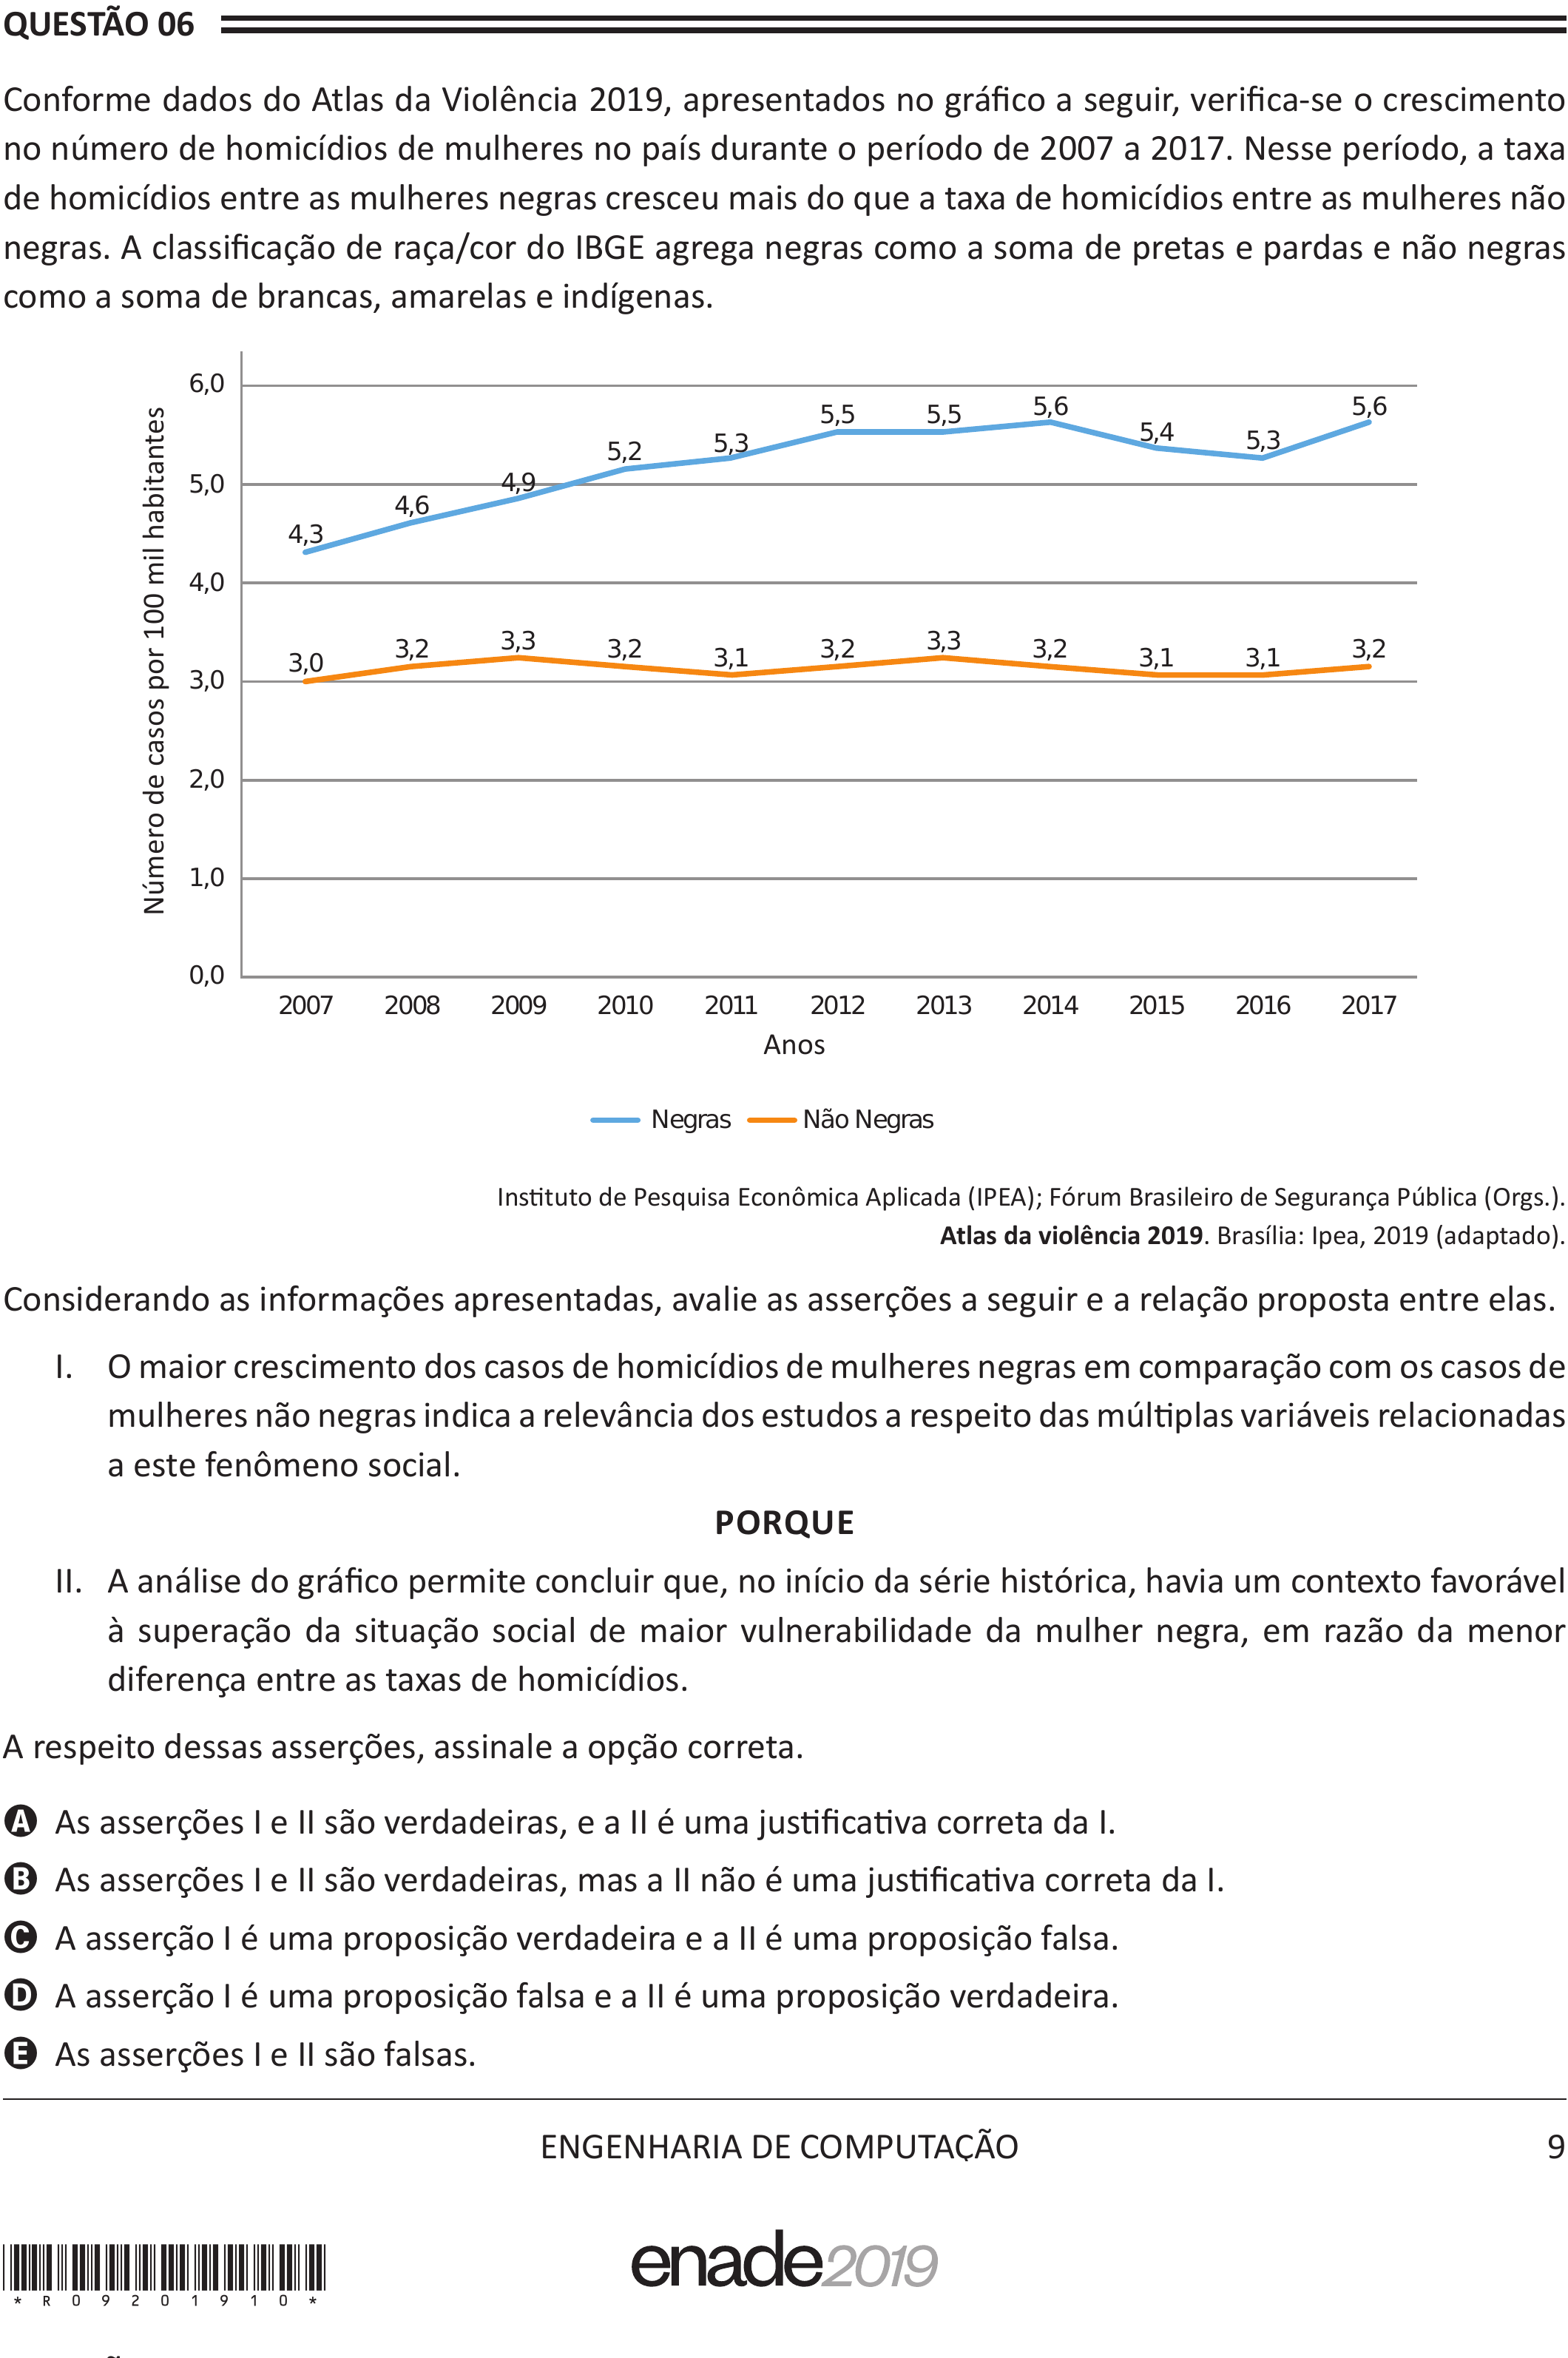 QUESTÃO 06
Conforme dados do Atlas da Violência 2019, apresentados no gráfico a seguir, verifica-se o crescimento
no número de homicídios de mulheres no país durante o período de 2007 a 2017. Nesse período, a taxa
de homicídios entre as mulheres negras cresceu mais do que a taxa de homicídios entre as mulheres não
negras. A classificação de raça/cor do IBGE agrega negras como a soma de pretas e pardas e não negras
como a soma de brancas, amarelas e indígenas.
Número de casos por 100 mil habitantes
6,0
5,0
4,0
3,0
2,0
1,0
0,0
4,3 4,6 4,9 5,2 5,3 5,5 5,5 5,6 5,4 5,3 5,6
3,0 3,2 3,3 3,2 3,1 3,2 3,3 3,2 3,1 3,1 3,2
2007 2008 2009 2010 2011 2012 2013 2014 2015 2016 2017
Anos
Negras Não Negras
Instituto de Pesquisa Econômica Aplicada (IPEA); Fórum Brasileiro de Segurança Pública (Orgs.).
Atlas da violência 2019. Brasília: Ipea, 2019 (adaptado).
Considerando as informações apresentadas, avalie as asserções a seguir e a relação proposta entre elas.
I. O maior crescimento dos casos de homicídios de mulheres negras em comparação com os casos de
mulheres não negras indica a relevância dos estudos a respeito das múltiplas variáveis relacionadas
a este fenômeno social.
PORQUE
II. A análise do gráfico permite concluir que, no início da série histórica, havia um contexto favorável
à superação da situação social de maior vulnerabilidade da mulher negra, em razão da menor
diferença entre as taxas de homicídios.
A respeito dessas asserções, assinale a opção correta.
A As asserções I e II são verdadeiras, e a II é uma justificativa correta da I.
B As asserções I e II são verdadeiras, mas a II não é uma justificativa correta da I.
C A asserção I é uma proposição verdadeira e a II é uma proposição falsa.
D A asserção I é uma proposição falsa e a II é uma proposição verdadeira.
E As asserções I e II são falsas.
ENGENHARIA DE COMPUTAÇÃO 9
enade2019
*R09201910*